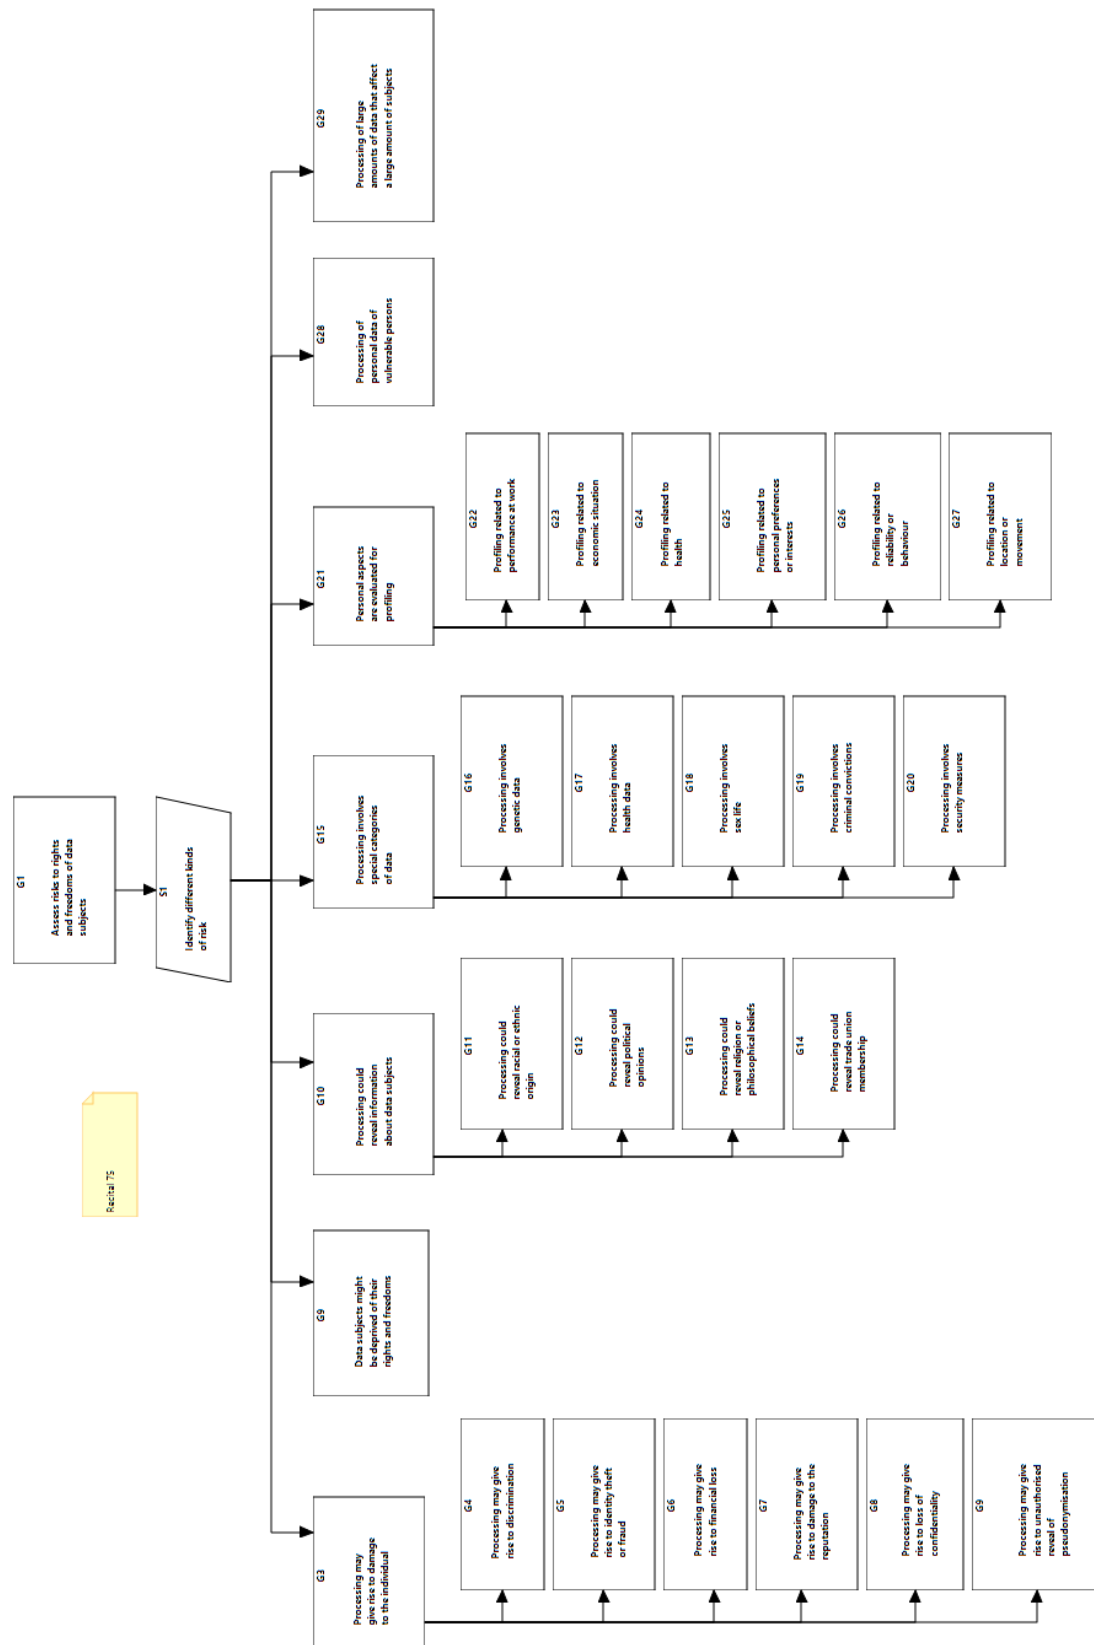 G1
Assess risks to rights
and freedoms of data
subjects
S1
Identify different kinds
of risk
Recital 75
G3
Processing may
give rise to damage
to the individual
G4
Processing may give
rise to discrimination
G5
Processing may give
rise to identity theft
or fraud
G6
Processing may give
rise to financial loss
G7
Processing may give
rise to damage to the
reputation
G8
Processing may give
rise to loss of
confidentiality
G9
Processing may give
rise to unauthorised
reveal of
pseudonymisation
G9
Data subjects might
be deprived of their
rights and freedoms
G10
Processing could
reveal information
about data subjects
G11
Processing could
reveal racial or ethnic
origin
G12
Processing could
reveal political
opinions
G13
Processing could
reveal religion or
philosophical beliefs
G14
Processing could
reveal trade union
membership
G15
Processing involves
special categories
of data
G16
Processing involves
genetic data
G17
Processing involves
health data
G18
Processing involves
sex life
G19
Processing involves
criminal convictions
G20
Processing involves
security measures
G21
Personal aspects
are evaluated for
profiling
G22
Profiling related to
performance at work
G23
Profiling related to
economic situation
G24
Profiling related to
health
G25
Profiling related to
personal preferences
or interests
G26
Profiling related to
reliability or
behaviour
G27
Profiling related to
location or
movement
G28
Processing of
personal data of
vulnerable persons
G29
Processing of large
amounts of data that affect
a large amount of subjects